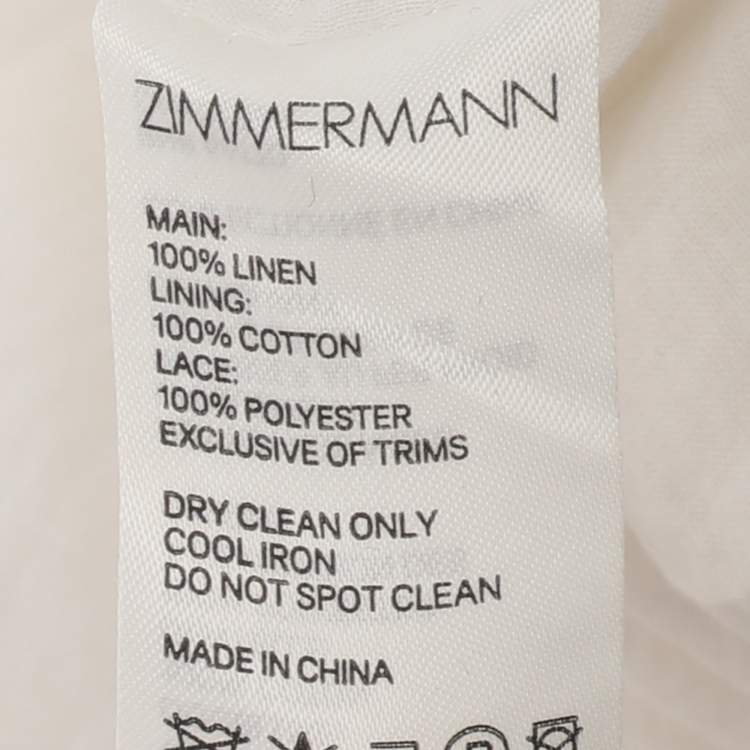 ZIMMERMANN
MAIN:
100% LINEN
LINING:
100% COTTON
LACE:
100% POLYESTER
EXCLUSIVE OF TRIMS
DRY CLEAN ONLY
COOL IRON
DO NOT SPOT CLEAN
MADE IN CHINA